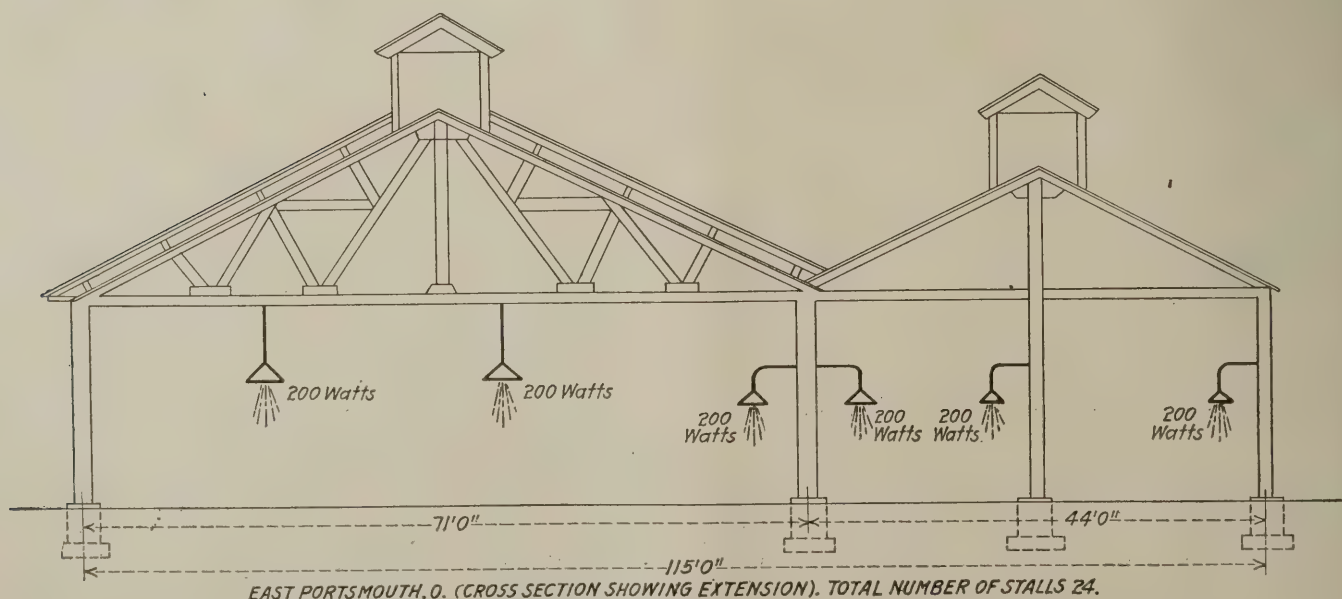 200 Watts
200 Watts
200
Watts
200
Watts
200
Watts
200
Watts
71'0"
44'0"
115'0"
EAST PORTSMOUTH, O. (CROSS SECTION SHOWING EXTENSION). TOTAL NUMBER OF STALLS 24.